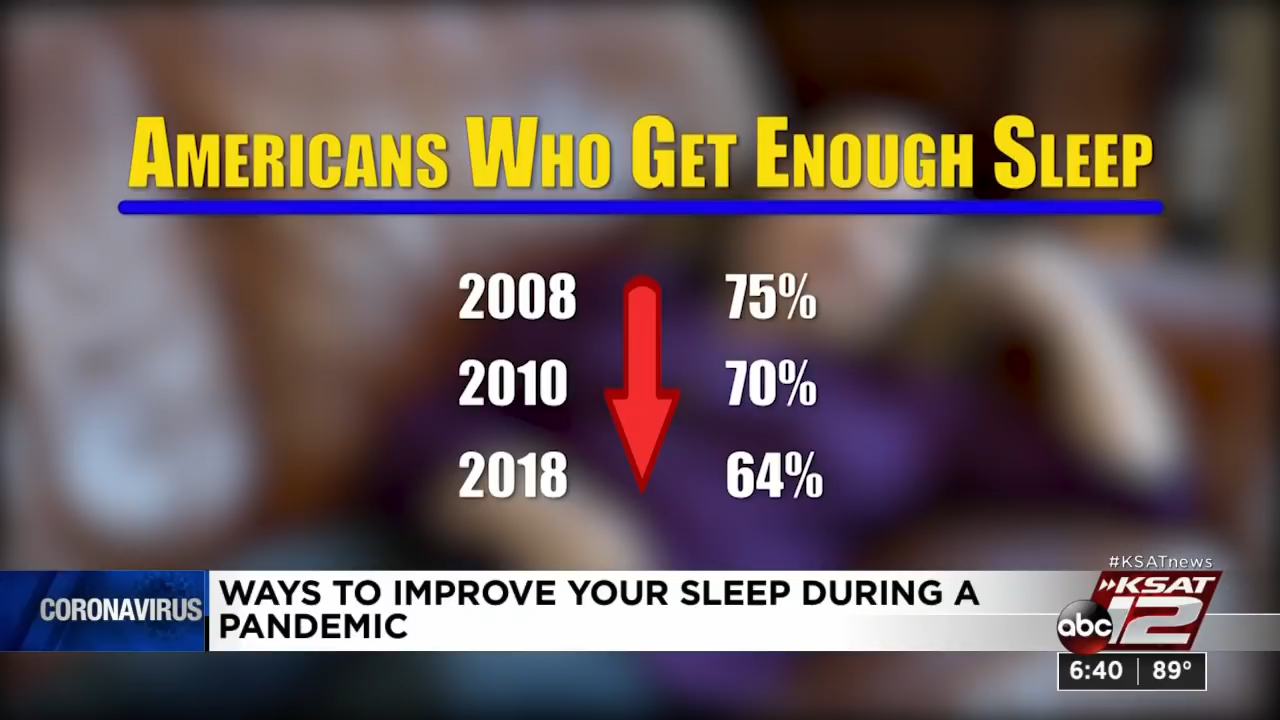 AMERICANS WHO GET ENOUGH SLEEP
2008 75%
2010 70%
2018 64%
#KSATnews
CORONAVIRUS
WAYS TO IMPROVE YOUR SLEEP DURING A
PANDEMIC
»KSAT
abc 12
6:40 89°